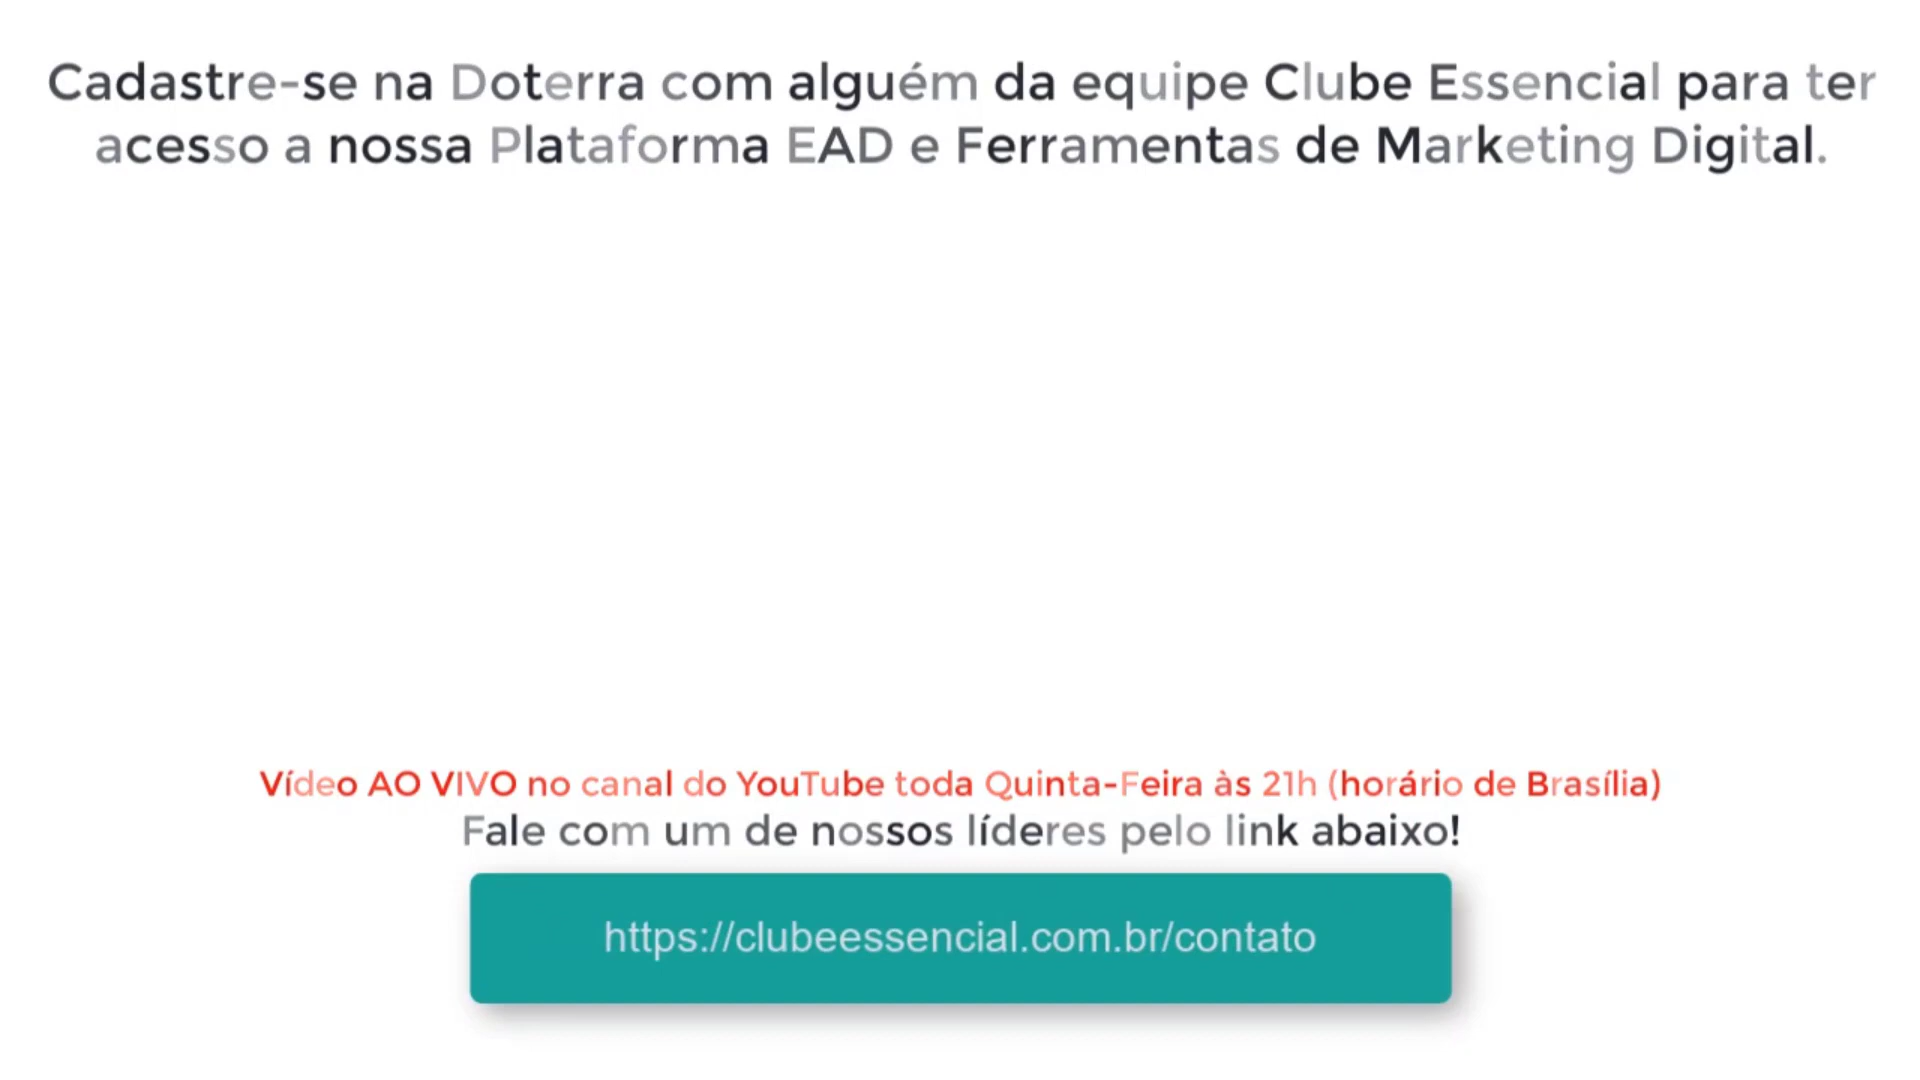 Cadastre-se na Doterra com alguém da equipe Clube Essencial para ter
acesso a nossa Plataforma EAD e Ferramentas de Marketing Digital.
Vídeo AO VIVO no canal do YouTube toda Quinta-Feira às 21h (horário de Brasília)
Fale com um de nossos líderes pelo link abaixo!
https://clubeessencial.com.br/contato